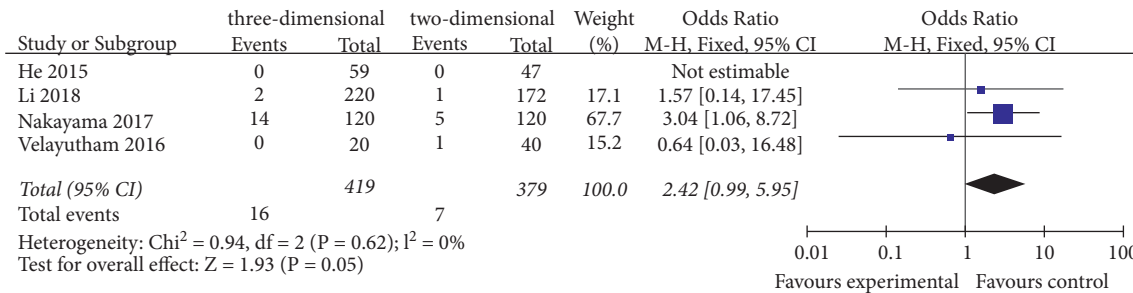 three-dimensional two-dimensional Weight Odds Ratio Odds Ratio
Study or Subgroup Events Total Events Total (%) M-H, Fixed, 95% CI M-H, Fixed, 95% CI
He 2015 0 59 0 47 Not estimable
Li 2018 2 220 1 172 17.1 1.57 [0.14, 17.45]
Nakayama 2017 14 120 5 120 67.7 3.04 [1.06, 8.72]
Velayutham 2016 0 20 1 40 15.2 0.64 [0.03, 16.48]
Total (95% CI) 419 379 100.0 2.42 [0.99, 5.95]
Total events 16 7
Heterogeneity: Chi² = 0.94, df = 2 (P = 0.62); l² = 0%
Test for overall effect: Z = 1.93 (P = 0.05)
0.01 0.1 1 10 100
Favours experimental Favours control